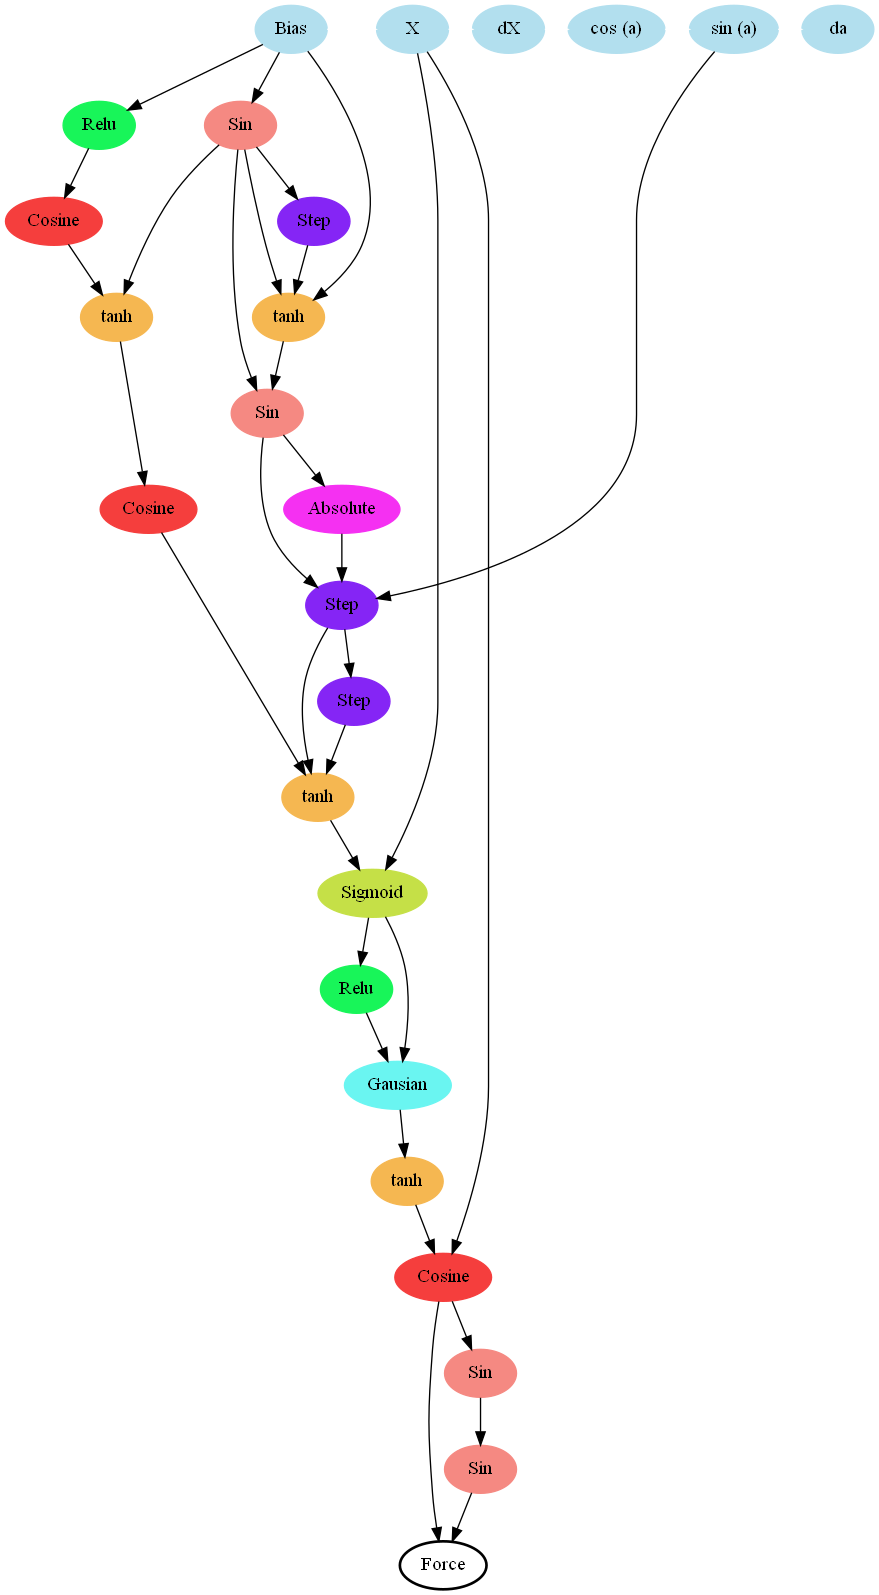 Bias
X
dX
cos (a)
sin (a)
da
Relu
Sin
Cosine
Step
tanh
tanh
Sin
Cosine
Absolute
Step
Step
tanh
Sigmoid
Relu
Gausian
tanh
Cosine
Sin
Sin
Force